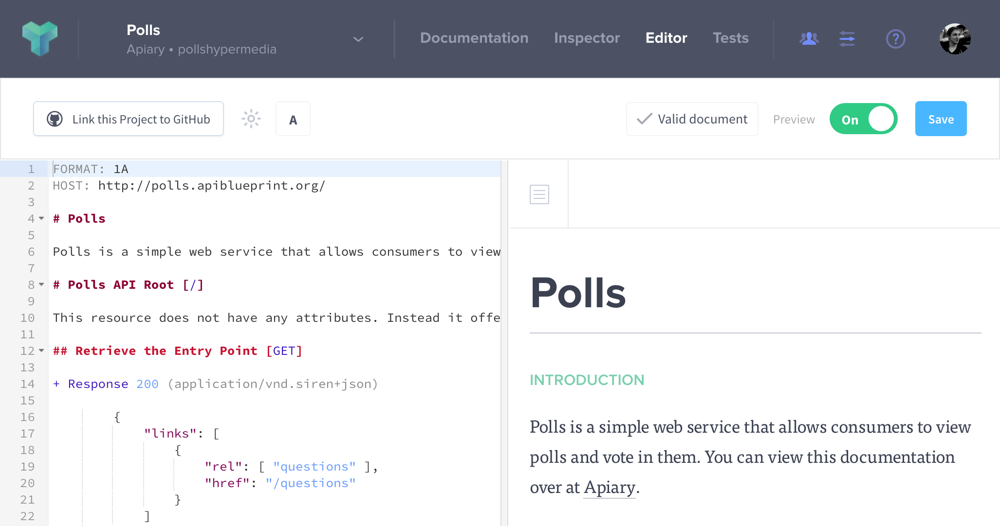 Polls
Apiary • pollshypermedia
Documentation
Inspector
Editor
Tests
?
Link this Project to GitHub
A
Valid document
Preview
On
Save
1 FORMAT: 1A
2 HOST: http://polls.apiblueprint.org/
3
4 # Polls
5
6 Polls is a simple web service that allows consumers to view
7
8 # Polls API Root [/]
9
10 This resource does not have any attributes. Instead it offe
11
12 ## Retrieve the Entry Point [GET]
13
14 + Response 200 (application/vnd.siren+json)
15
16 {
17 "links": [
18 {
19 "rel": [ "questions" ],
20 "href": "/questions"
21 }
22 ]
Polls
INTRODUCTION
Polls is a simple web service that allows consumers to view
polls and vote in them. You can view this documentation
over at Apiary.